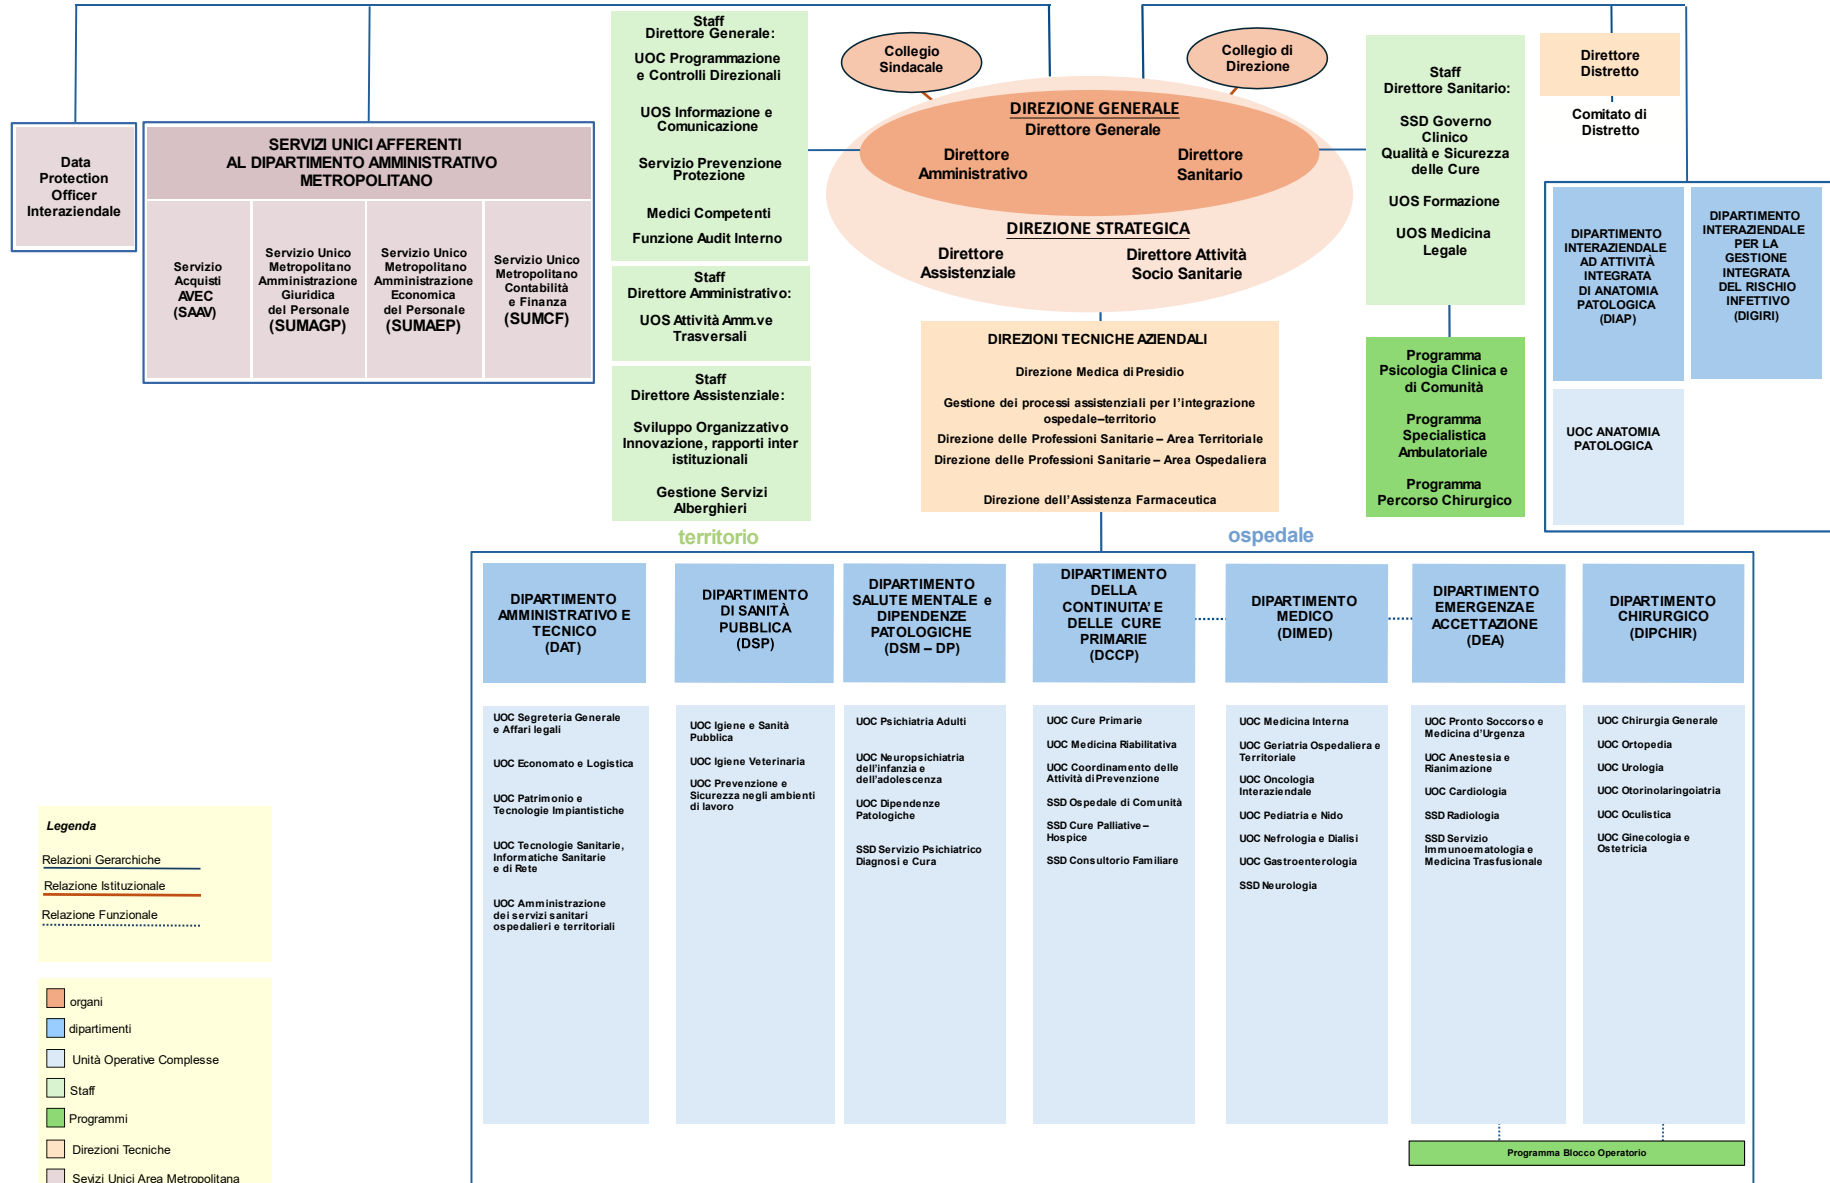 Staff
Direttore Generale:
UOC Programmazione
e Controlli Direzionali
UOS Informazione e
Comunicazione
Servizio Prevenzione
Protezione
Medici Competenti
Funzione Audit Interno
Collegio
Sindacale
Collegio di
Direzione
DIREZIONE GENERALE
Direttore Generale
Direttore
Amministrativo
Direttore
Sanitario
DIREZIONE STRATEGICA
Direttore
Assistenziale
Direttore Attività
Socio Sanitarie
Staff
Direttore Sanitario:
SSD Governo
Clinico
Qualità e Sicurezza
delle Cure
UOS Formazione
UOS Medicina
Legale
Direttore
Distretto
Comitato di
Distretto
Data
Protection
Officer
Interaziendale
SERVIZI UNICI AFFERENTI
AL DIPARTIMENTO AMMINISTRATIVO
METROPOLITANO
Servizio
Acquisti
AVEC
(SAAV)
Servizio Unico
Metropolitano
Amministrazione
Giuridica
del Personale
(SUMAGP)
Servizio Unico
Metropolitano
Amministrazione
Economica
del Personale
(SUMAEP)
Servizio Unico
Metropolitano
Contabilità
e Finanza
(SUMCF)
Staff
Direttore Amministrativo:
UOS Attività Amm.ve
Trasversali
Staff
Direttore Assistenziale:
Sviluppo Organizzativo
Innovazione, rapporti inter
istituzionali
Gestione Servizi
Alberghieri
DIREZIONI TECNICHE AZIENDALI
Direzione Medica di Presidio
Gestione dei processi assistenziali per l'integrazione
ospedale–territorio
Direzione delle Professioni Sanitarie – Area Territoriale
Direzione delle Professioni Sanitarie – Area Ospedaliera
Direzione dell'Assistenza Farmaceutica
Programma
Psicologia Clinica e
di Comunità
Programma
Specialistica
Ambulatoriale
Programma
Percorso Chirurgico
DIPARTIMENTO
INTERAZIENDALE
AD ATTIVITÀ
INTEGRATA
DI ANATOMIA
PATOLOGICA
(DIAP)
DIPARTIMENTO
INTERAZIENDALE
PER LA
GESTIONE
INTEGRATA
DEL RISCHIO
INFETTIVO
(DIGIRI)
UOC ANATOMIA
PATOLOGICA
territorio
ospedale
DIPARTIMENTO
AMMINISTRATIVO E
TECNICO
(DAT)
DIPARTIMENTO
DI SANITÀ
PUBBLICA
(DSP)
DIPARTIMENTO
SALUTE MENTALE e
DIPENDENZE
PATOLOGICHE
(DSM – DP)
DIPARTIMENTO
DELLA
CONTINUITA' E
DELLE CURE
PRIMARIE
(DCCP)
DIPARTIMENTO
MEDICO
(DIMED)
DIPARTIMENTO
EMERGENZA E
ACCETTAZIONE
(DEA)
DIPARTIMENTO
CHIRURGICO
(DIPCHIR)
UOC Segreteria Generale
e Affari legali
UOC Economato e Logistica
UOC Patrimonio e
Tecnologie Impiantistiche
UOC Tecnologie Sanitarie,
Informatiche Sanitarie
e di Rete
UOC Amministrazione
dei servizi sanitari
ospedalieri e territoriali
UOC Igiene e Sanità
Pubblica
UOC Igiene Veterinaria
UOC Prevenzione e
Sicurezza negli ambienti
di lavoro
UOC Psichiatria Adulti
UOC Neuropsichiatria
dell'infanzia e
dell'adolescenza
UOC Dipendenze
Patologiche
SSD Servizio Psichiatrico
Diagnosi e Cura
UOC Cure Primarie
UOC Medicina Riabilitativa
UOC Coordinamento delle
Attività di Prevenzione
SSD Ospedale di Comunità
SSD Cure Palliative –
Hospice
SSD Consultorio Familiare
UOC Medicina Interna
UOC Geriatria Ospedaliera e
Territoriale
UOC Oncologia
Interaziendale
UOC Pediatria e Nido
UOC Nefrologia e Dialisi
UOC Gastroenterologia
SSD Neurologia
UOC Pronto Soccorso e
Medicina d'Urgenza
UOC Anestesia e
Rianimazione
UOC Cardiologia
SSD Radiologia
SSD Servizio
Immunoematologia e
Medicina Trasfusionale
UOC Chirurgia Generale
UOC Ortopedia
UOC Urologia
UOC Otorinolaringoiatria
UOC Oculistica
UOC Ginecologia e
Ostetricia
Programma Blocco Operatorio
Legenda
Relazioni Gerarchiche
Relazione Istituzionale
Relazione Funzionale
organi
dipartimenti
Unità Operative Complesse
Staff
Programmi
Direzioni Tecniche
Sevizi Unici Area Metropolitana